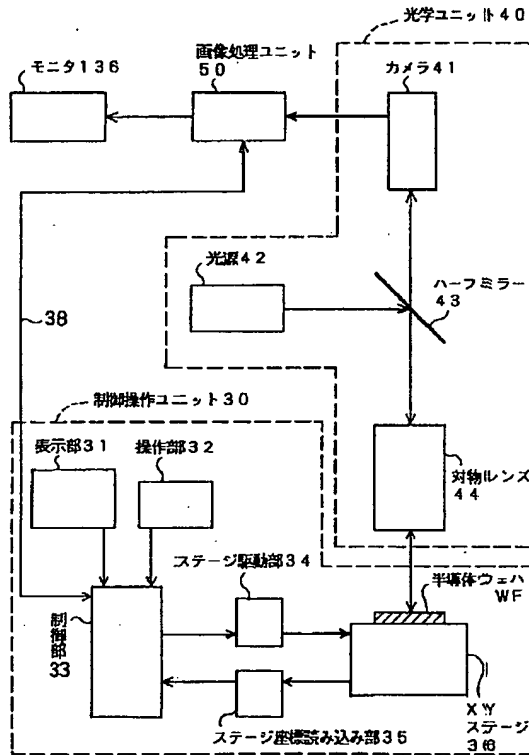 光学ユニット40
画像処理ユニット
50
モニタ136
カメラ41
光源42
ハーフミラー
43
38
制御操作ユニット30
表示部31
操作部32
対物レンズ
44
ステージ駆動部34
半導体ウェハ
WF
制御部
33
XY
ステージ
36
ステージ座標読み込み部35